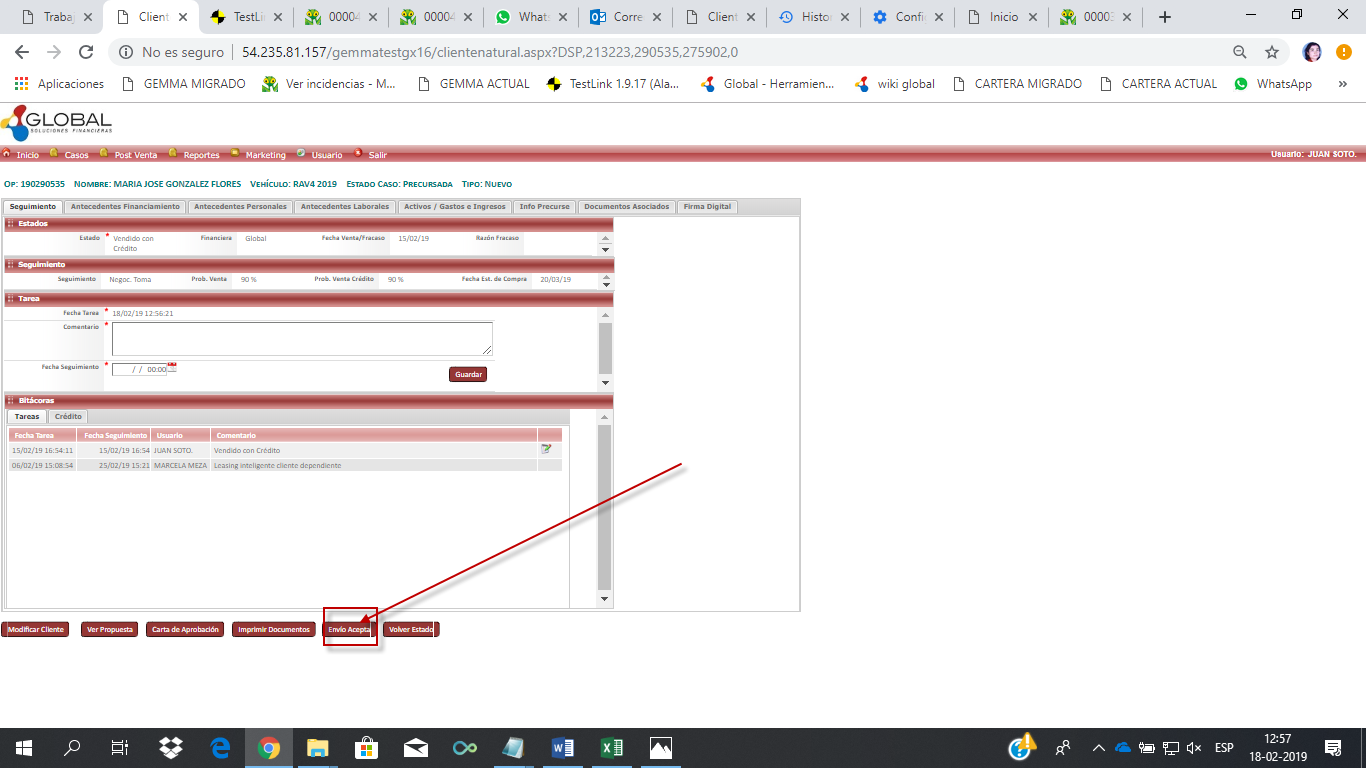 Trabaj
Client
TestLink
00004
00004
Whats
Corre
Client
Histor
Confi
Inicio
00003
No es seguro
54.235.81.157/gemmatestgx16/clientenatural.aspx?DSP,213223,290535,275902,0
Aplicaciones
GEMMA MIGRADO
Ver incidencias - M...
GEMMA ACTUAL
TestLink 1.9.17 (Ala...
Global - Herramien...
wiki global
CARTERA MIGRADO
CARTERA ACTUAL
WhatsApp
»
GLOBAL
SOLUCIONES FINANCIERAS
Inicio Casos Post Venta Reportes Marketing Usuario Salir
Usuario: JUAN SOTO.
Op: 190290535 Nombre: MARIA JOSE GONZALEZ FLORES Vehículo: RAV4 2019 Estado Caso: Precursada Tipo: Nuevo
Seguimiento Antecedentes Financiamiento Antecedentes Personales Antecedentes Laborales Activos / Gastos e Ingresos Info Precurse Documentos Asociados Firma Digital
Estados
Estado * Vendido con Financiera Global Fecha Venta/Fracaso 15/02/19 Razón Fracaso
Crédito
Seguimiento
Seguimiento Negoc. Toma Prob. Venta 90 % Prob. Venta Crédito 90 % Fecha Est. de Compra 20/03/19
Tarea
Fecha Tarea * 18/02/19 12:56:21
Comentario *
Fecha Seguimiento * / / 00:00
Guardar
Bitácoras
Tareas Crédito
Fecha Tarea Fecha Seguimiento Usuario Comentario
15/02/19 16:54:11 15/02/19 16:54 JUAN SOTO. Vendido con Crédito
06/02/19 15:08:54 25/02/19 15:21 MARCELA MEZA Leasing inteligente cliente dependiente
Modificar Cliente Ver Propuesta Carta de Aprobación Imprimir Documentos Envio Acepta Volver Estado
ESP
12:57
18-02-2019